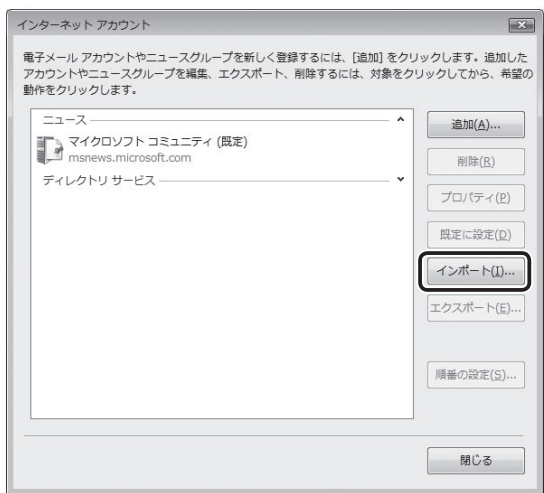 インターネット アカウント
電子メール アカウントやニュースグループを新しく登録するには、[追加] をクリックします。追加した
アカウントやニュースグループを編集、エクスポート、削除するには、対象をクリックしてから、希望の
動作をクリックします。
ニュース
マイクロソフト コミュニティ (既定)
msnews.microsoft.com
ディレクトリ サービス
追加(A)...
削除(R)
プロパティ(P)
既定に設定(D)
インポート(I)...
エクスポート(E)...
順番の設定(S)...
閉じる